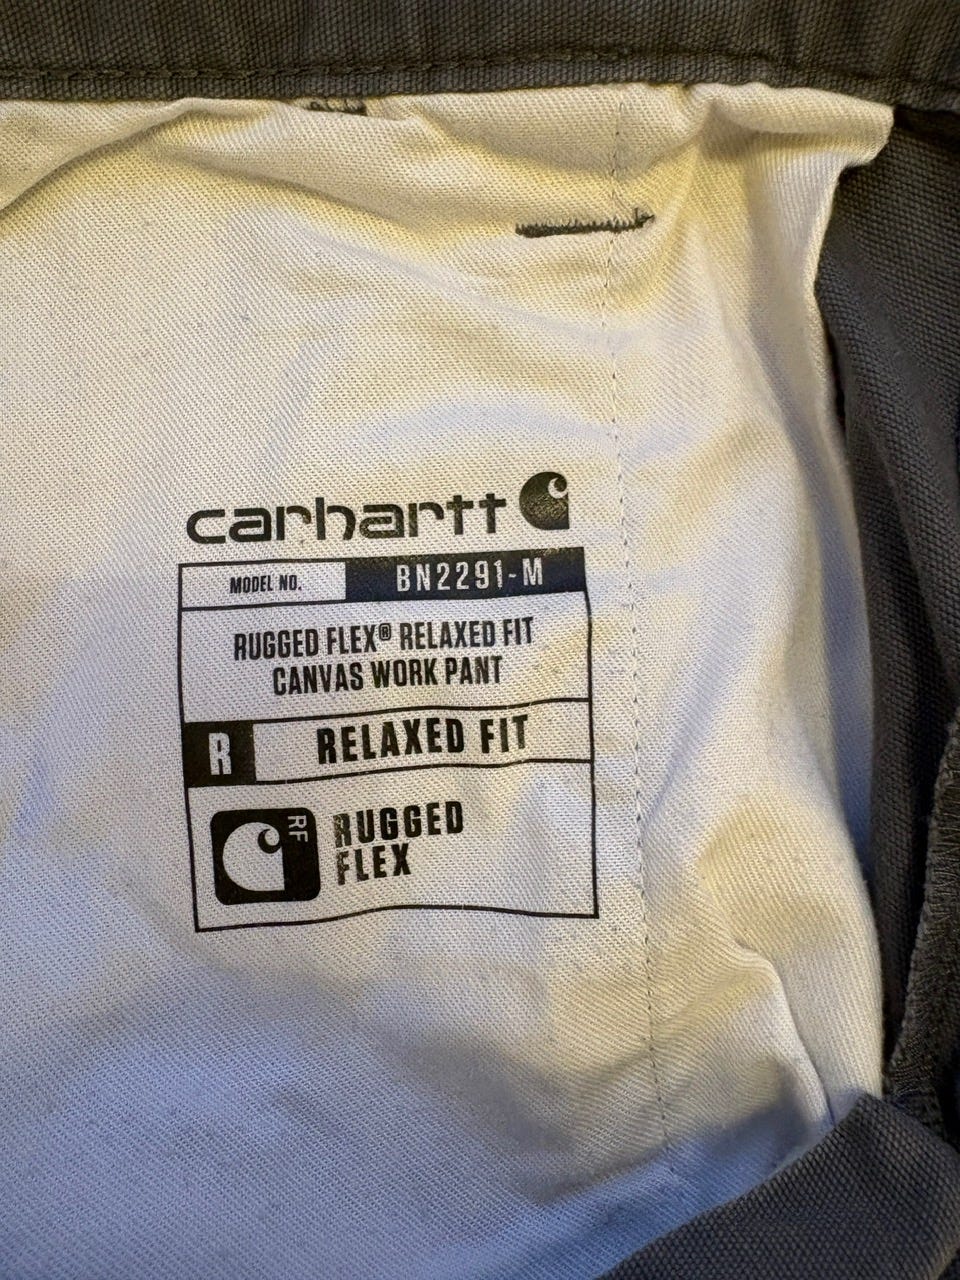 carhartt
MODEL NO. BN2291-M
RUGGED FLEX® RELAXED FIT
CANVAS WORK PANT
R RELAXED FIT
RF
RUGGED
FLEX